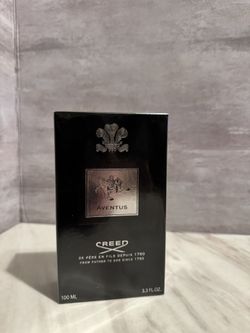 AVENTUS
CREED
DE PÈRE EN FILS DEPUIS 1760
FROM FATHER TO SON SINCE 1760
100 ML 3.3 FL.OZ.